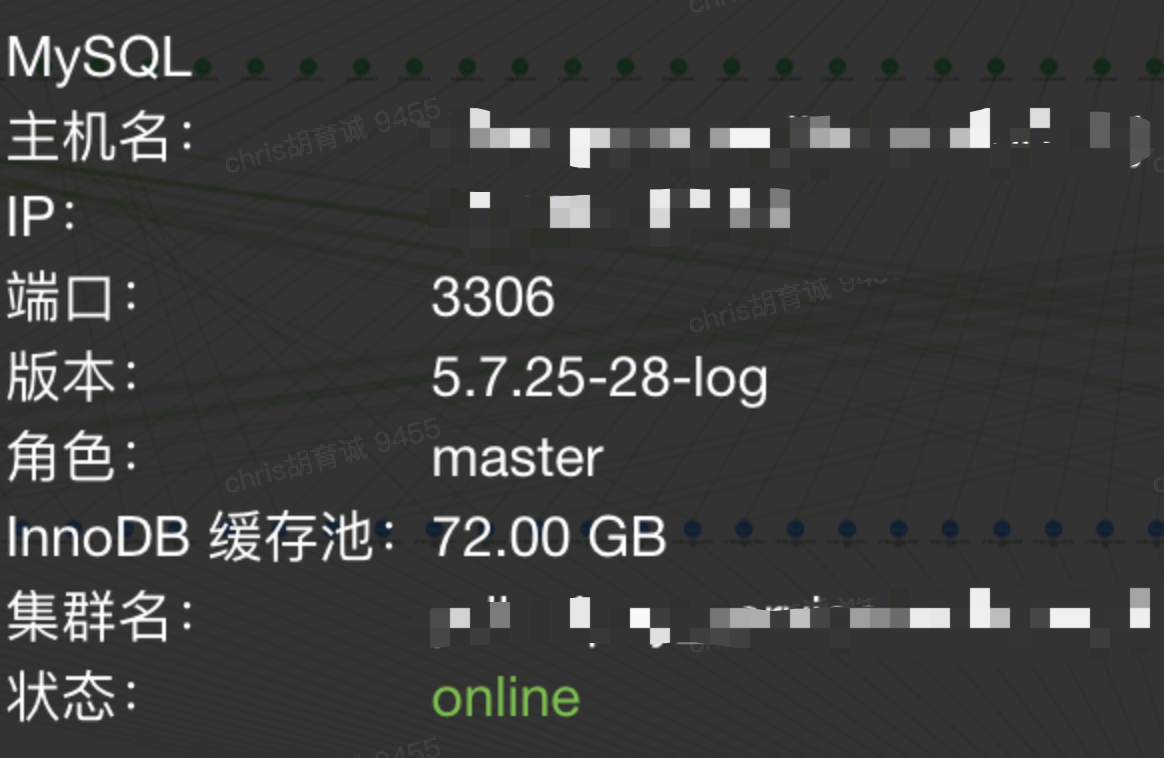 MySQL
主机名：
IP：
端口： 3306
版本： 5.7.25-28-log
角色： master
InnoDB 缓存池： 72.00 GB
集群名：
状态： online
chris胡育诚 9455
chris胡育诚 9455
chris胡育诚 9455